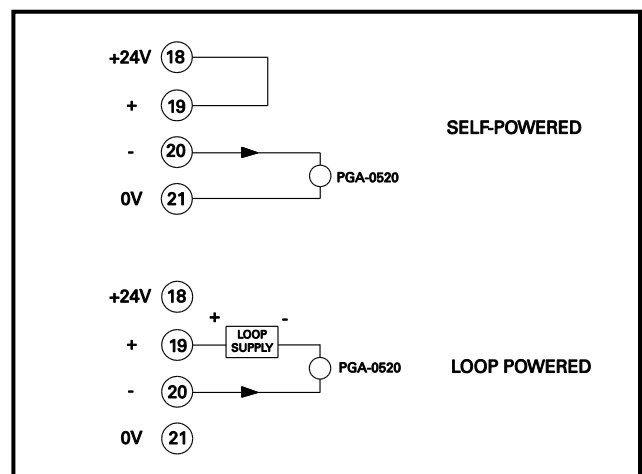 +24V 18
+ 19
- 20
0V 21
PGA-0520
SELF-POWERED
+24V 18
+ 19
- 20
0V 21
+ -
LOOP
SUPPLY
PGA-0520
LOOP POWERED